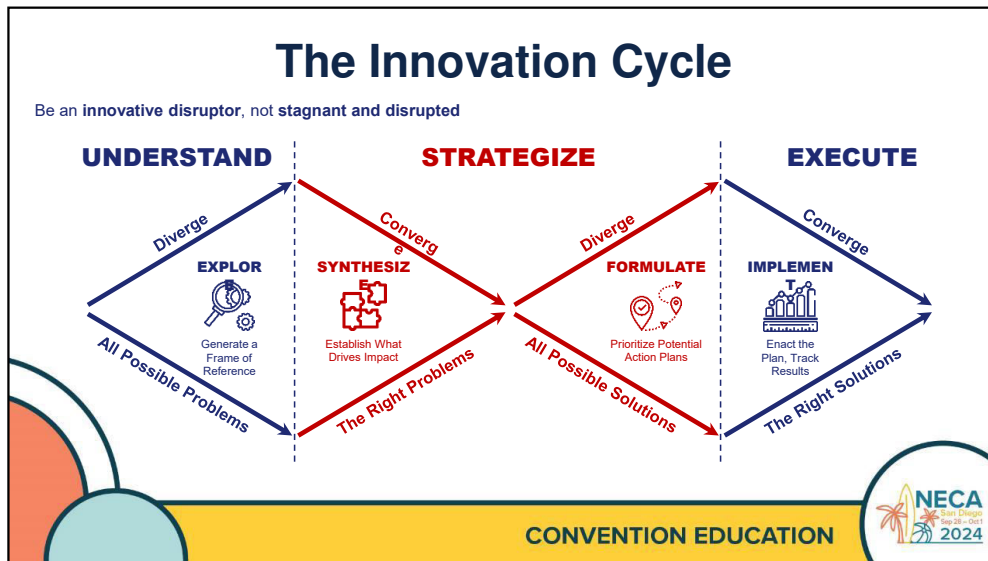 The Innovation Cycle
Be an innovative disruptor, not stagnant and disrupted
UNDERSTAND
STRATEGIZE
EXECUTE
Diverge
Converg
e
Diverge
Converge
EXPLOR
E
Generate a
Frame of
Reference
SYNTHESIZ
E
Establish What
Drives Impact
FORMULATE
Prioritize Potential
Action Plans
IMPLEMEN
T
Enact the
Plan, Track
Results
All Possible Problems
The Right Problems
All Possible Solutions
The Right Solutions
CONVENTION EDUCATION
NECA
San Diego
Sep 28 – Oct 1
2024